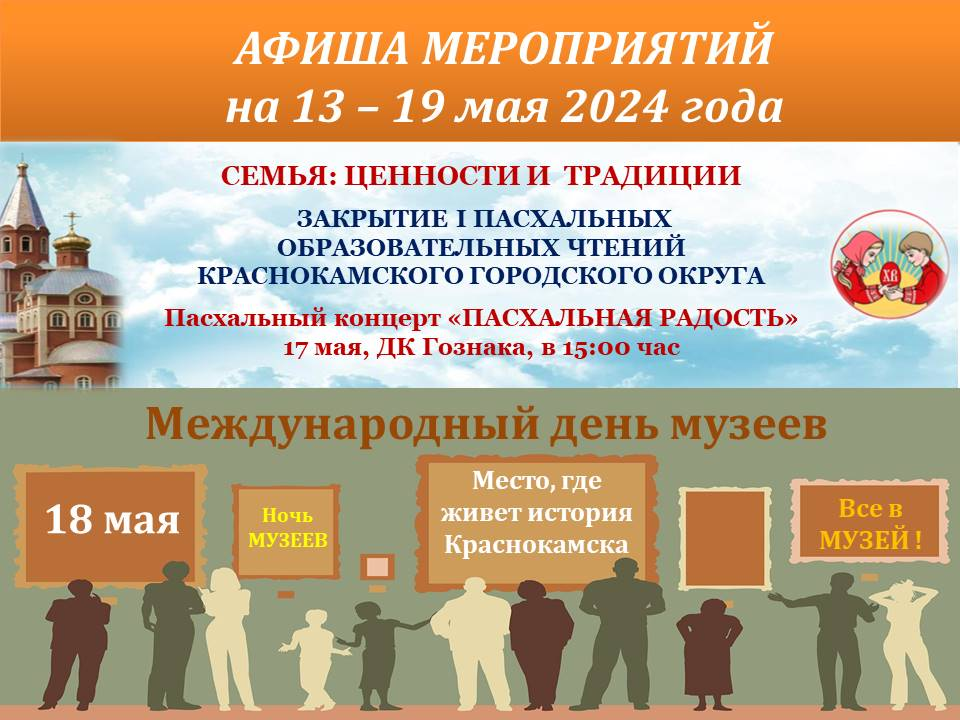 АФИША МЕРОПРИЯТИЙ
на 13 – 19 мая 2024 года
СЕМЬЯ: ЦЕННОСТИ И ТРАДИЦИИ
ЗАКРЫТИЕ I ПАСХАЛЬНЫХ
ОБРАЗОВАТЕЛЬНЫХ ЧТЕНИЙ
КРАСНОКАМСКОГО ГОРОДСКОГО ОКРУГА
Пасхальный концерт «ПАСХАЛЬНАЯ РАДОСТЬ»
17 мая, ДК Гознака, в 15:00 час
ХВ
Международный день музеев
18 мая
Ночь
МУЗЕЕВ
Место, где
живет история
Краснокамска
Все в
МУЗЕЙ !